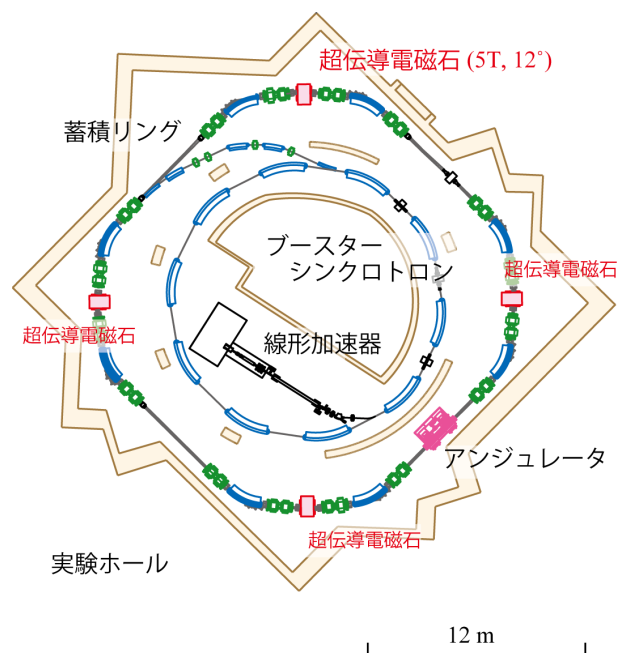 超伝導電磁石 (5T, 12°)
蓄積リング
ブースター
シンクロトロン
超伝導電磁石
超伝導電磁石
線形加速器
アンジュレータ
超伝導電磁石
実験ホール
12 m